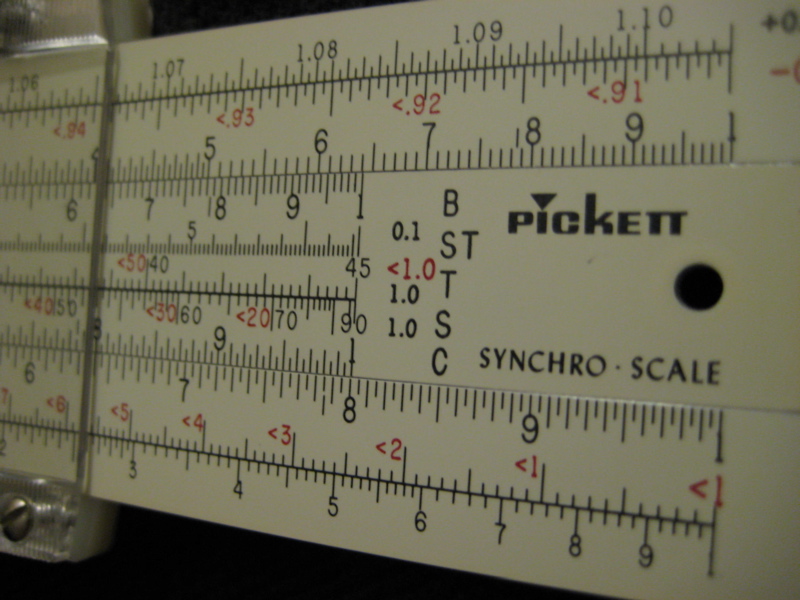 1.06 1.07 1.08 1.09 1.10 +0.
<.94 <.93 <.92 <.91
5 6 7 8 9 1
6 7 8 9 1 B PICKETT
5 0.1 ST
<50 40 45 <1.0 T
1.0
<40 50 <30 60 <20 70 90 1.0 S
8 9 1 C SYNCHRO · SCALE
6 7 8 9 1
<6 <5 <4 <3 <2 <1 <1
2 3 4 5 6 7 8 9